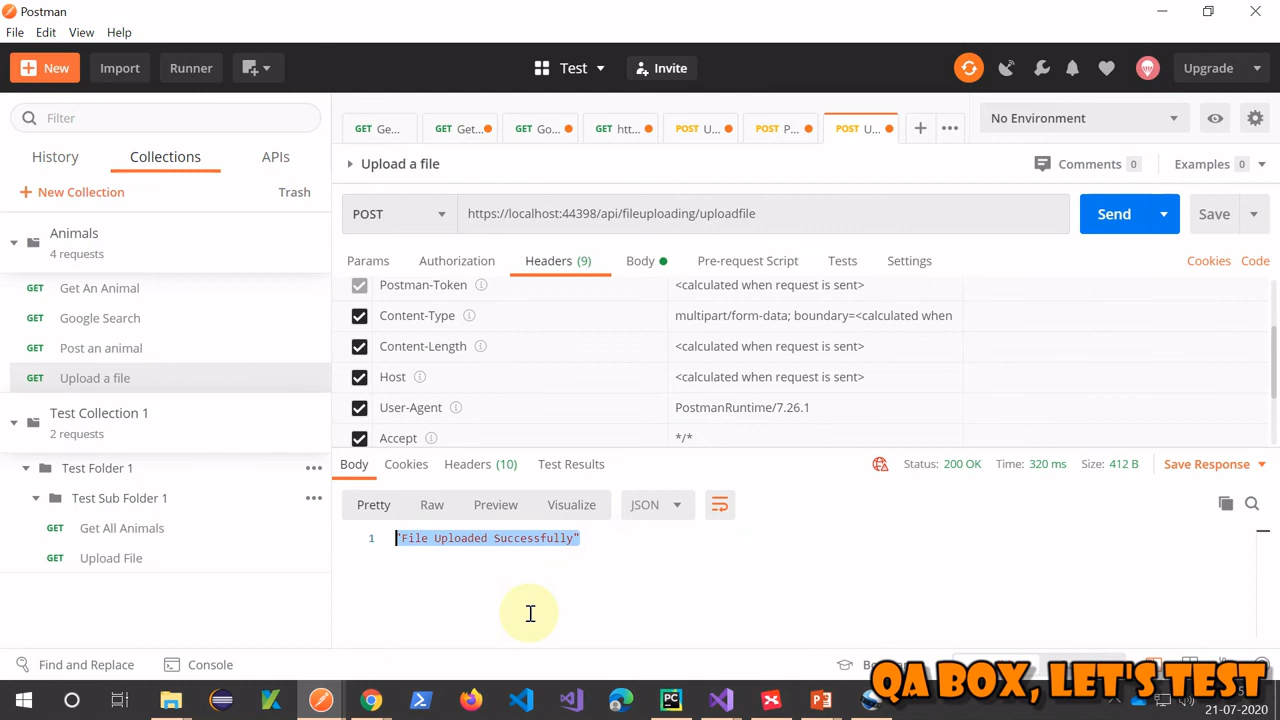 Postman
File Edit View Help
New Import Runner Test Invite Upgrade
Filter
History Collections APIs
New Collection Trash
Animals
4 requests
GET Get An Animal
GET Google Search
GET Post an animal
GET Upload a file
Test Collection 1
2 requests
Test Folder 1
Test Sub Folder 1
GET Get All Animals
GET Upload File
GET Ge... GET Get... GET Go... GET htt... POST U... POST P... POST U... No Environment
Upload a file Comments 0 Examples 0
POST https://localhost:44398/api/fileuploading/uploadfile Send Save
Params Authorization Headers (9) Body Pre-request Script Tests Settings Cookies Code
Postman-Token <calculated when request is sent>
Content-Type multipart/form-data; boundary=<calculated when
Content-Length <calculated when request is sent>
Host <calculated when request is sent>
User-Agent PostmanRuntime/7.26.1
Accept */*
Body Cookies Headers (10) Test Results Status: 200 OK Time: 320 ms Size: 412 B Save Response
Pretty Raw Preview Visualize JSON
1 "File Uploaded Successfully"
Find and Replace Console
QA BOX, LET'S TEST
21-07-2020